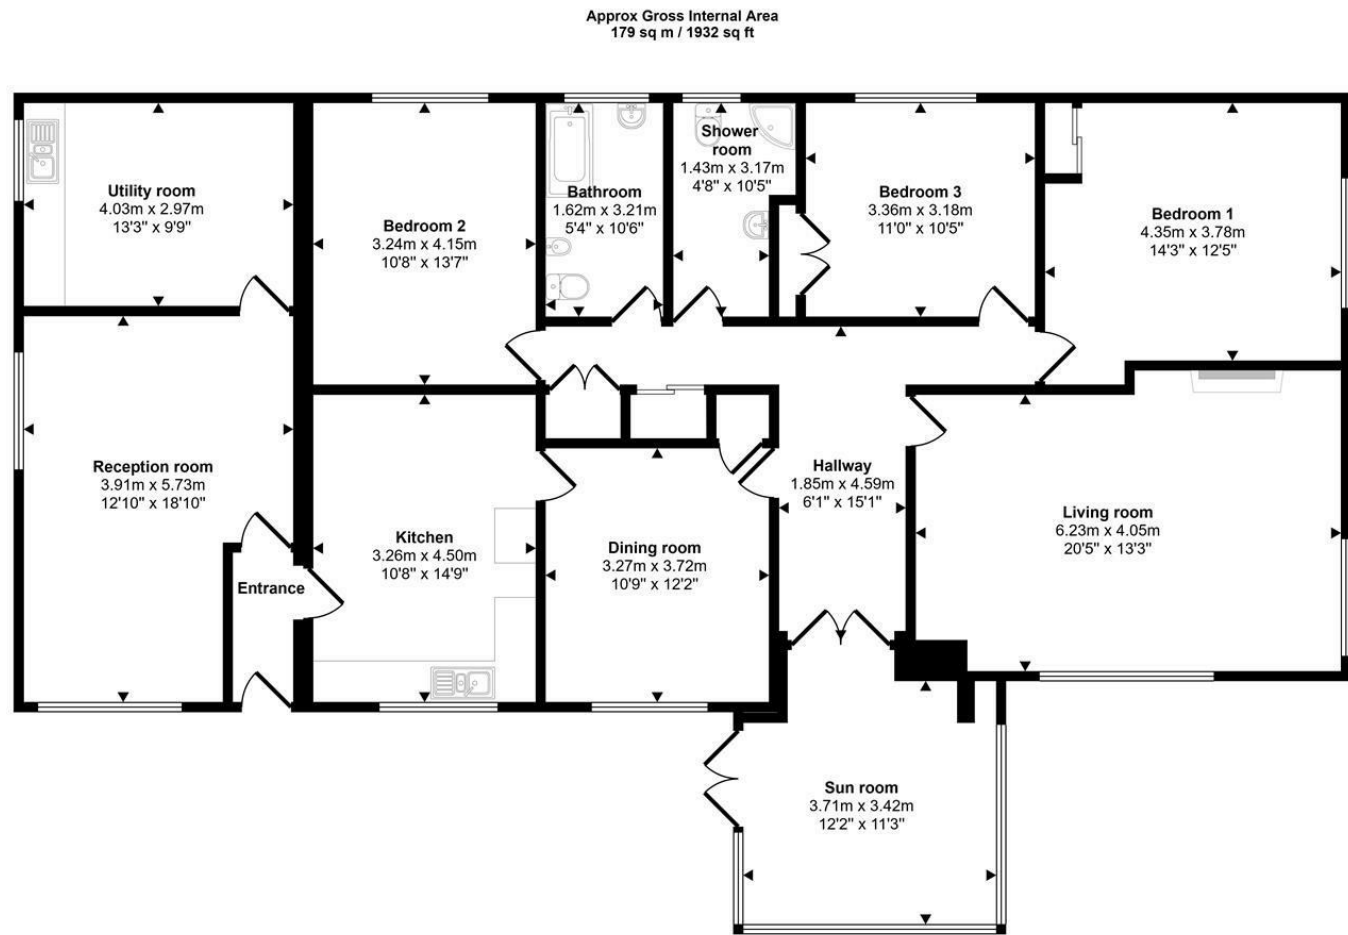 Approx Gross Internal Area
179 sq m / 1932 sq ft
Utility room
4.03m x 2.97m
13'3" x 9'9"
Bedroom 2
3.24m x 4.15m
10'8" x 13'7"
Bathroom
1.62m x 3.21m
5'4" x 10'6"
Shower
room
1.43m x 3.17m
4'8" x 10'5"
Bedroom 3
3.36m x 3.18m
11'0" x 10'5"
Bedroom 1
4.35m x 3.78m
14'3" x 12'5"
Reception room
3.91m x 5.73m
12'10" x 18'10"
Entrance
Kitchen
3.26m x 4.50m
10'8" x 14'9"
Dining room
3.27m x 3.72m
10'9" x 12'2"
Hallway
1.85m x 4.59m
6'1" x 15'1"
Living room
6.23m x 4.05m
20'5" x 13'3"
Sun room
3.71m x 3.42m
12'2" x 11'3"